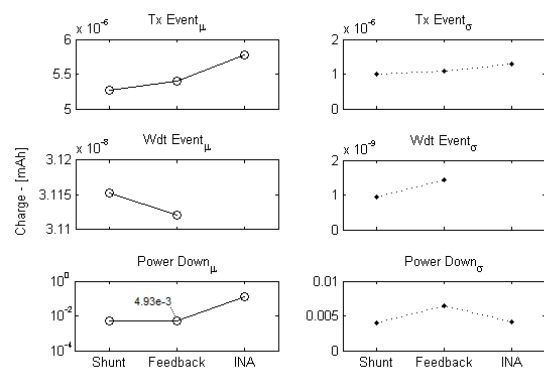 Tx Event_μ
x 10^-6
6
5.5
5
Tx Event_σ
x 10^-6
2
1
0
Wdt Event_μ
x 10^-8
3.12
3.115
3.11
Wdt Event_σ
x 10^-9
2
1
0
Charge - [mAh]
Power Down_μ
10^0
10^-2
10^-4
4.93e-3
Shunt Feedback INA
Power Down_σ
0.01
0.005
0
Shunt Feedback INA